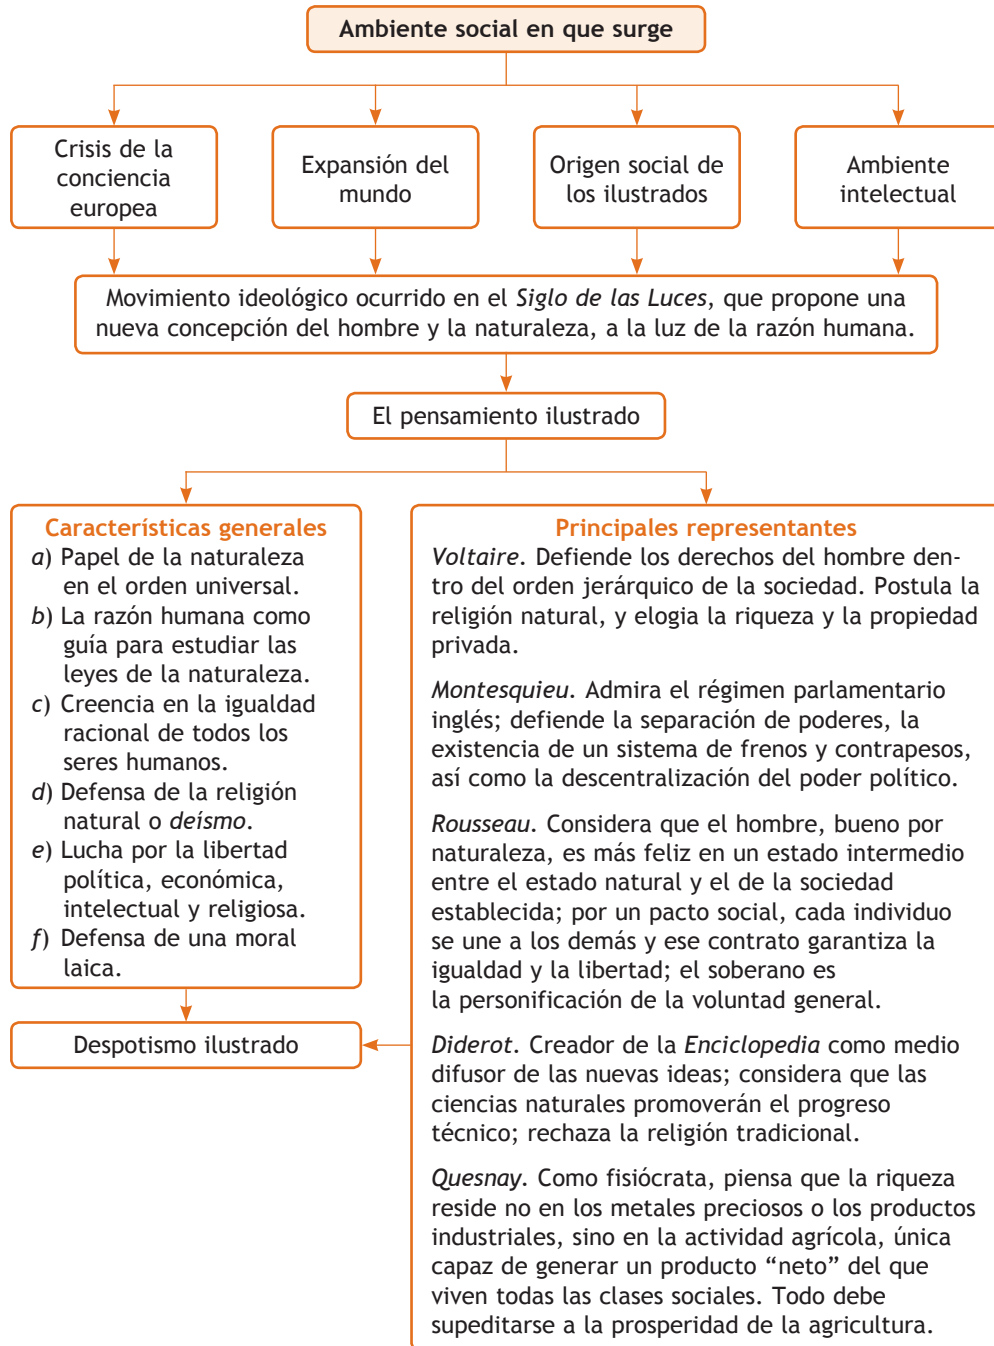 Ambiente social en que surge
Crisis de la
conciencia
europea
Expansión del
mundo
Origen social de
los ilustrados
Ambiente
intelectual
Movimiento ideológico ocurrido en el Siglo de las Luces, que propone una
nueva concepción del hombre y la naturaleza, a la luz de la razón humana.
El pensamiento ilustrado
Características generales
a) Papel de la naturaleza
en el orden universal.
b) La razón humana como
guía para estudiar las
leyes de la naturaleza.
c) Creencia en la igualdad
racional de todos los
seres humanos.
d) Defensa de la religión
natural o deísmo.
e) Lucha por la libertad
política, económica,
intelectual y religiosa.
f) Defensa de una moral
laica.
Despotismo ilustrado
Principales representantes
Voltaire. Defiende los derechos del hombre den-
tro del orden jerárquico de la sociedad. Postula la
religión natural, y elogia la riqueza y la propiedad
privada.
Montesquieu. Admira el régimen parlamentario
inglés; defiende la separación de poderes, la
existencia de un sistema de frenos y contrapesos,
así como la descentralización del poder político.
Rousseau. Considera que el hombre, bueno por
naturaleza, es más feliz en un estado intermedio
entre el estado natural y el de la sociedad
establecida; por un pacto social, cada individuo
se une a los demás y ese contrato garantiza la
igualdad y la libertad; el soberano es
la personificación de la voluntad general.
Diderot. Creador de la Enciclopedia como medio
difusor de las nuevas ideas; considera que las
ciencias naturales promoverán el progreso
técnico; rechaza la religión tradicional.
Quesnay. Como fisiócrata, piensa que la riqueza
reside no en los metales preciosos o los productos
industriales, sino en la actividad agrícola, única
capaz de generar un producto “neto” del que
viven todas las clases sociales. Todo debe
supeditarse a la prosperidad de la agricultura.